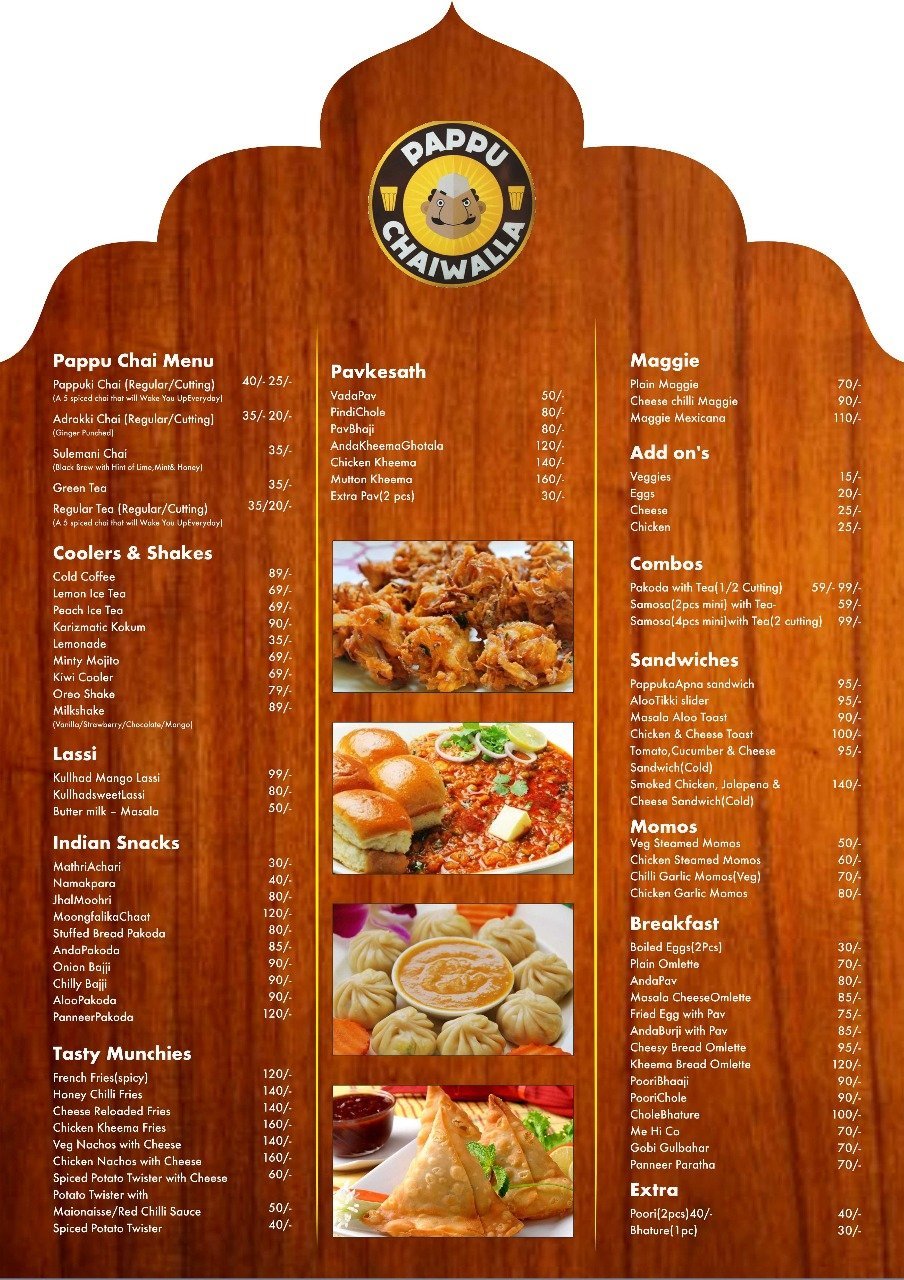 PAPPU
CHAIWALLA
Pappu Chai Menu
Pappuki Chai (Regular/Cutting) 40/- 25/-
(A 5 spiced chai that will Wake You UpEveryday)
Adrakki Chai (Regular/Cutting) 35/- 20/-
(Ginger Punched)
Sulemani Chai 35/-
(Black Brew with Hint of Lime,Mint& Honey)
Green Tea 35/-
Regular Tea (Regular/Cutting) 35/20/-
(A 5 spiced chai that will Wake You UpEveryday)
Coolers & Shakes
Cold Coffee 89/-
Lemon Ice Tea 69/-
Peach Ice Tea 69/-
Karizmatic Kokum 90/-
Lemonade 35/-
Minty Mojito 69/-
Kiwi Cooler 69/-
Oreo Shake 79/-
Milkshake 89/-
(Vanilla/Strawberry/Chocolate/Mango)
Lassi
Kullhad Mango Lassi 99/-
KullhadsweetLassi 80/-
Butter milk – Masala 50/-
Indian Snacks
MathriAchari 30/-
Namakpara 40/-
JhalMoohri 80/-
MoongfalikaChaat 120/-
Stuffed Bread Pakoda 80/-
AndaPakoda 85/-
Onion Bajji 90/-
Chilly Bajji 90/-
AlooPakoda 90/-
PanneerPakoda 120/-
Tasty Munchies
French Fries(spicy) 120/-
Honey Chilli Fries 140/-
Cheese Reloaded Fries 140/-
Chicken Kheema Fries 160/-
Veg Nachos with Cheese 140/-
Chicken Nachos with Cheese 160/-
Spiced Potato Twister with Cheese 60/-
Potato Twister with
Maionaisse/Red Chilli Sauce 50/-
Spiced Potato Twister 40/-
Pavkesath
VadaPav 50/-
PindiChole 80/-
PavBhaji 80/-
AndaKheemaGhotala 120/-
Chicken Kheema 140/-
Mutton Kheema 160/-
Extra Pav(2 pcs) 30/-
Maggie
Plain Maggie 70/-
Cheese chilli Maggie 90/-
Maggie Mexicana 110/-
Add on's
Veggies 15/-
Eggs 20/-
Cheese 25/-
Chicken 25/-
Combos
Pakoda with Tea(1/2 Cutting) 59/- 99/-
Samosa(2pcs mini) with Tea- 59/-
Samosa(4pcs mini)with Tea(2 cutting) 99/-
Sandwiches
PappukaApna sandwich 95/-
AlooTikki slider 95/-
Masala Aloo Toast 90/-
Chicken & Cheese Toast 100/-
Tomato,Cucumber & Cheese 95/-
Sandwich(Cold)
Smoked Chicken, Jalapeno & 140/-
Cheese Sandwich(Cold)
Momos
Veg Steamed Momos 50/-
Chicken Steamed Momos 60/-
Chilli Garlic Momos(Veg) 70/-
Chicken Garlic Momos 80/-
Breakfast
Boiled Eggs(2Pcs) 30/-
Plain Omlette 70/-
AndaPav 80/-
Masala CheeseOmlette 85/-
Fried Egg with Pav 75/-
AndaBurji with Pav 85/-
Cheesy Bread Omlette 95/-
Kheema Bread Omlette 120/-
PooriBhaaji 90/-
PooriChole 90/-
CholeBhature 100/-
Me Hi Co 70/-
Gobi Gulbahar 70/-
Panneer Paratha 70/-
Extra
Poori(2pcs)40/- 40/-
Bhature(1pc) 30/-